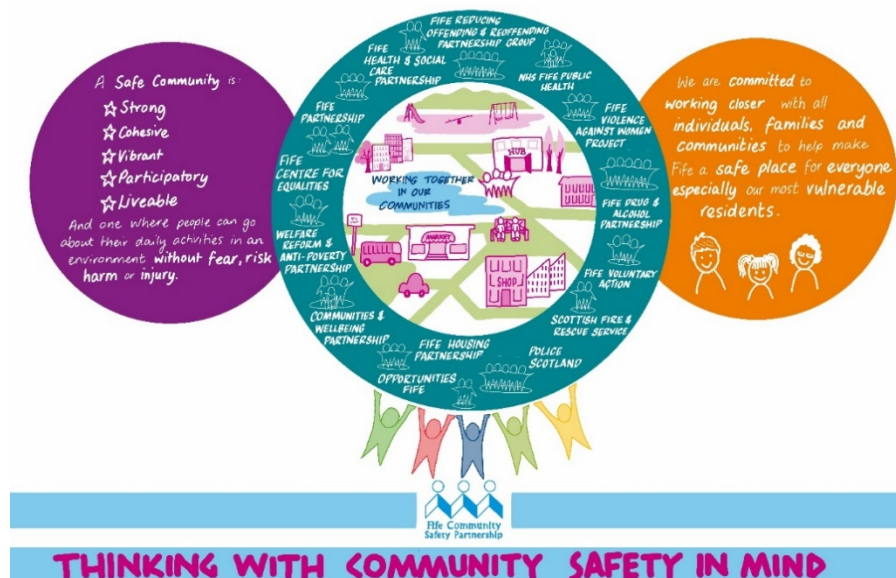 A Safe Community is:
☆ Strong
☆ Cohesive
☆ Vibrant
☆ Participatory
☆ Liveable
And one where people can go
about their daily activities in an
environment without fear, risk
harm or injury.
FIFE REDUCING
OFFENDING & REOFFENDING
PARTNERSHIP GROUP
NHS FIFE PUBLIC
HEALTH
FIFE
VIOLENCE
AGAINST WOMEN
PROJECT
FIFE DRUG &
ALCOHOL
PARTNERSHIP
FIFE VOLUNTARY
ACTION
SCOTTISH FIRE &
RESCUE SERVICE
POLICE
SCOTLAND
OPPORTUNITIES
FIFE
FIFE HOUSING
PARTNERSHIP
COMMUNITIES &
WELLBEING
PARTNERSHIP
WELFARE
REFORM &
ANTI-POVERTY
PARTNERSHIP
FIFE
CENTRE FOR
EQUALITIES
FIFE
PARTNERSHIP
FIFE
HEALTH & SOCIAL
CARE
PARTNERSHIP
WORKING TOGETHER
IN OUR
COMMUNITIES
HUB
MARKET
SHOP
We are committed to
working closer with all
individuals, families and
communities to help make
Fife a safe place for everyone
especially our most vulnerable
residents.
Fife Community
Safety Partnership
THINKING WITH COMMUNITY SAFETY IN MIND